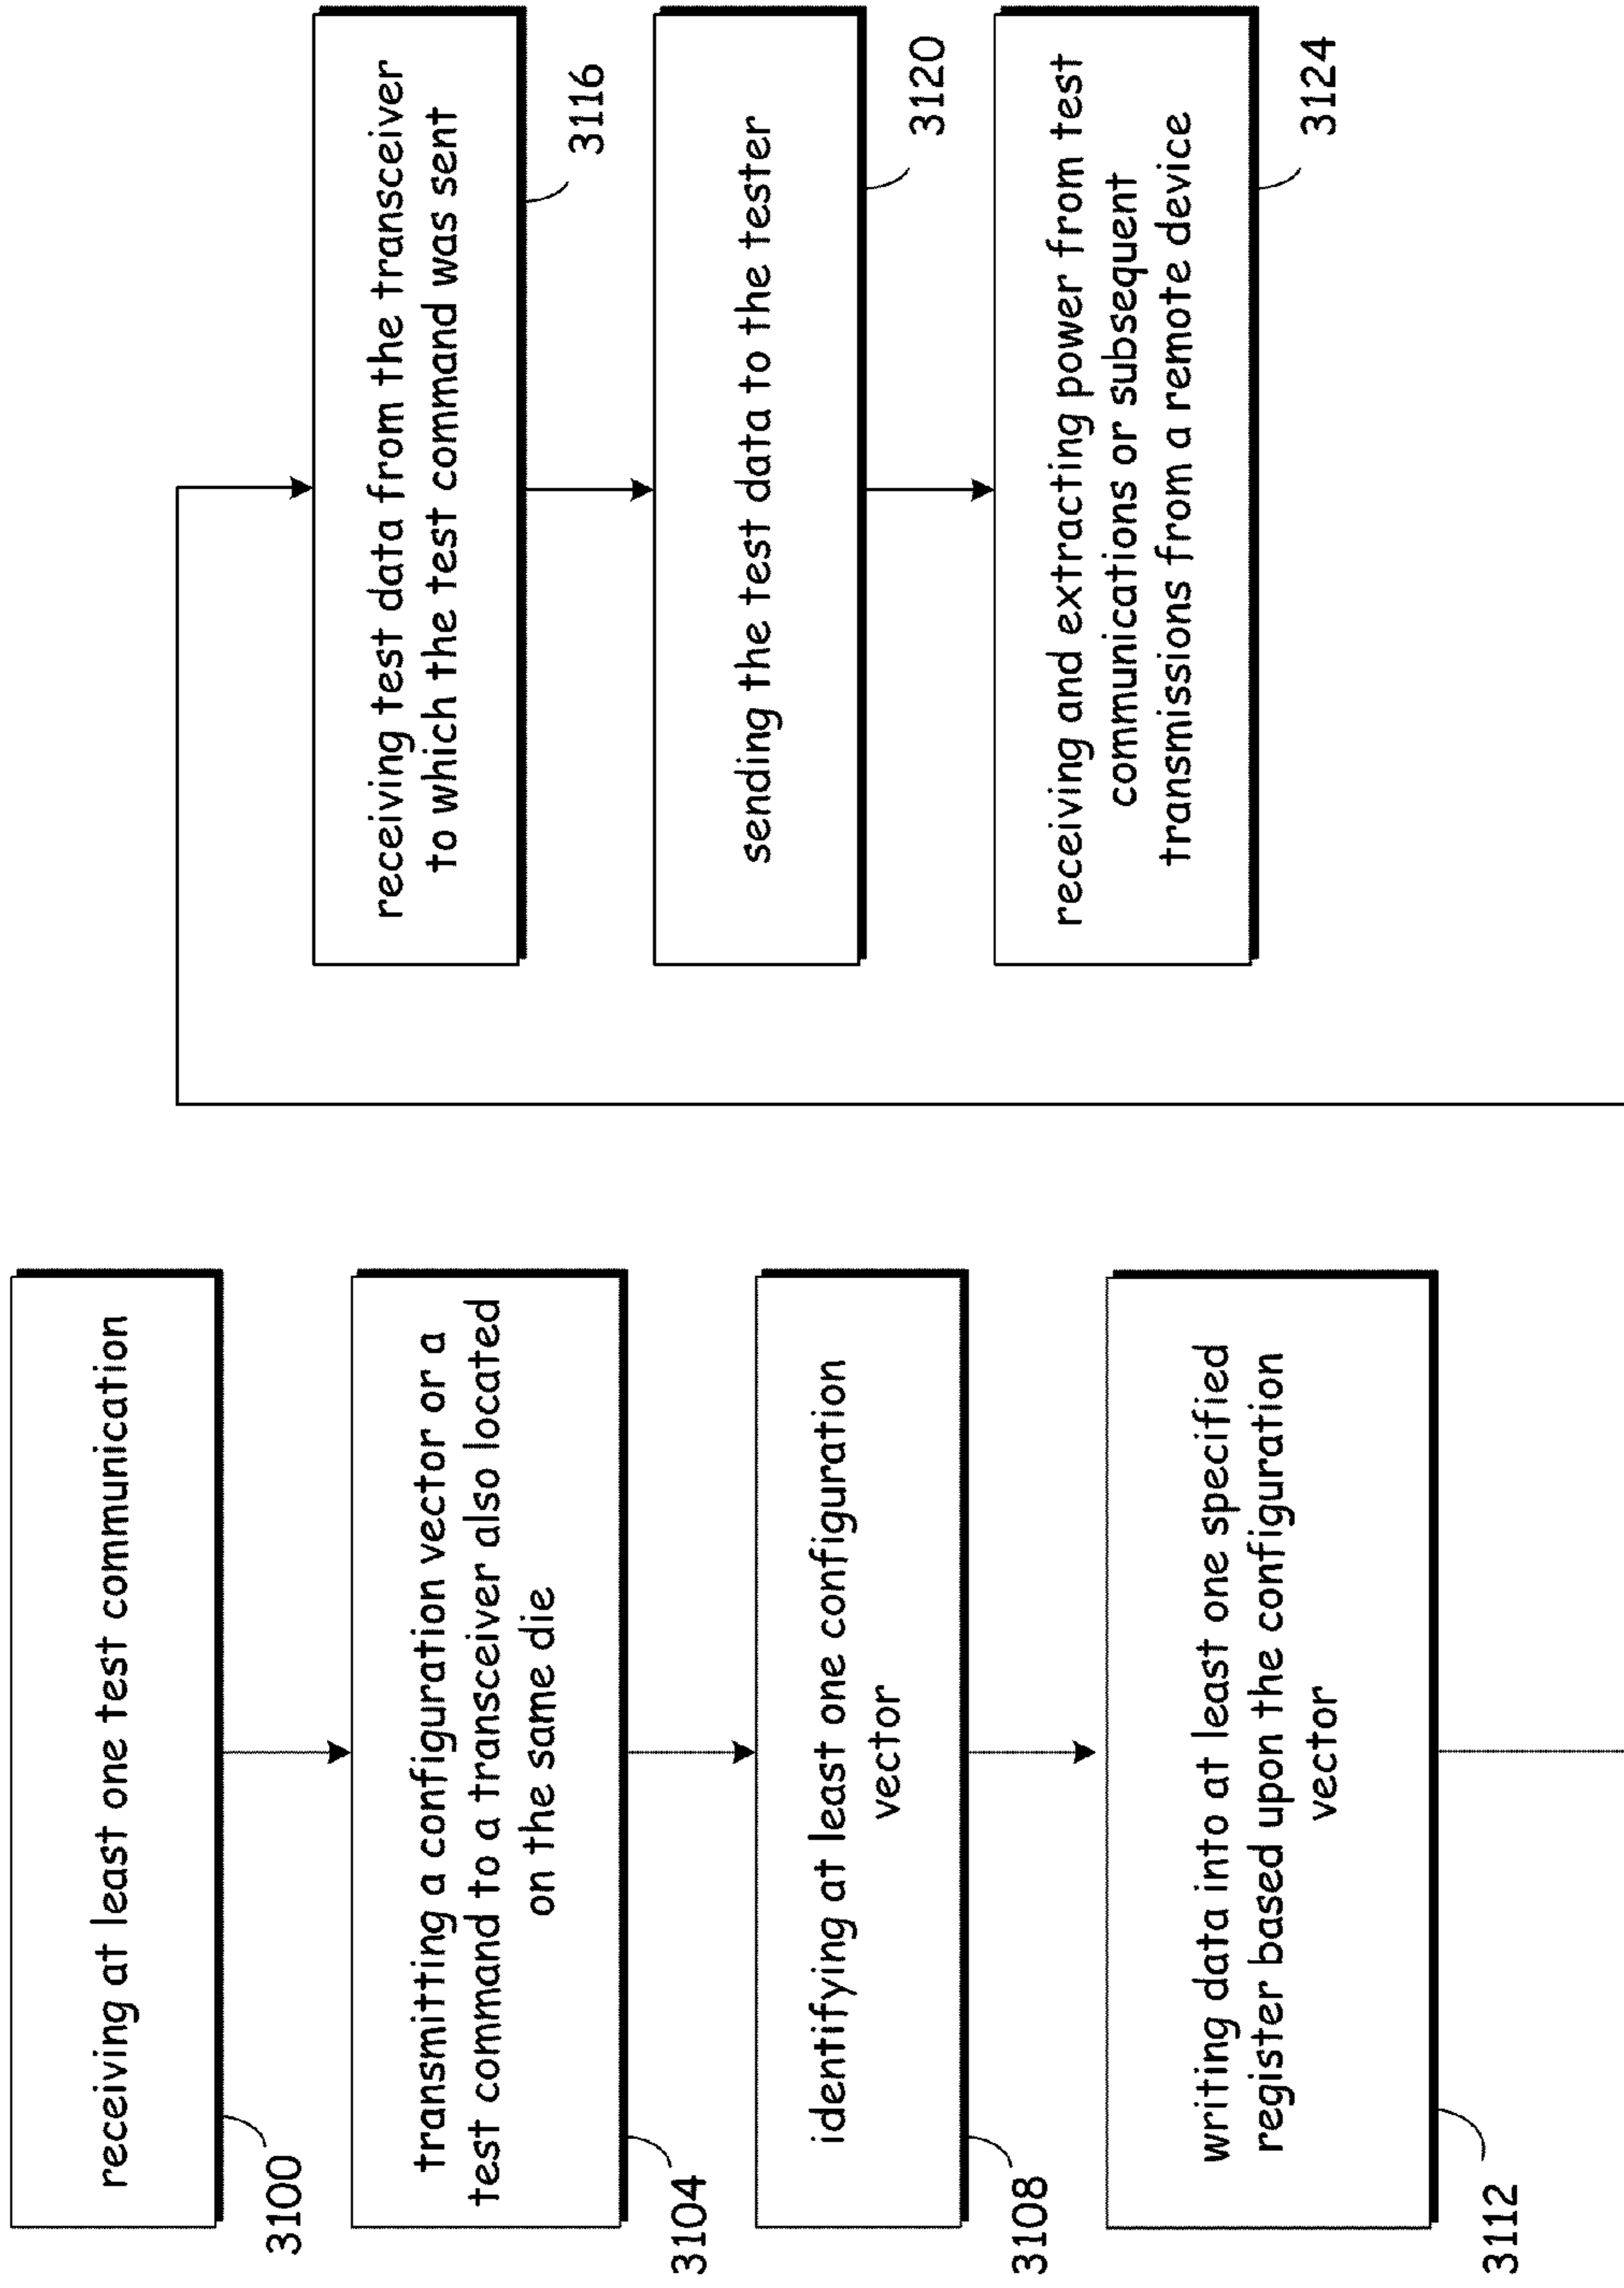 receiving at least one test communication
3100
transmitting a configuration vector or a
test command to a transceiver also located
on the same die
3104
identifying at least one configuration
vector
3108
writing data into at least one specified
register based upon the configuration
vector
3112
receiving test data from the transceiver
to which the test command was sent
3116
sending the test data to the tester
3120
receiving and extracting power from test
communications or subsequent
transmissions from a remote device
3124